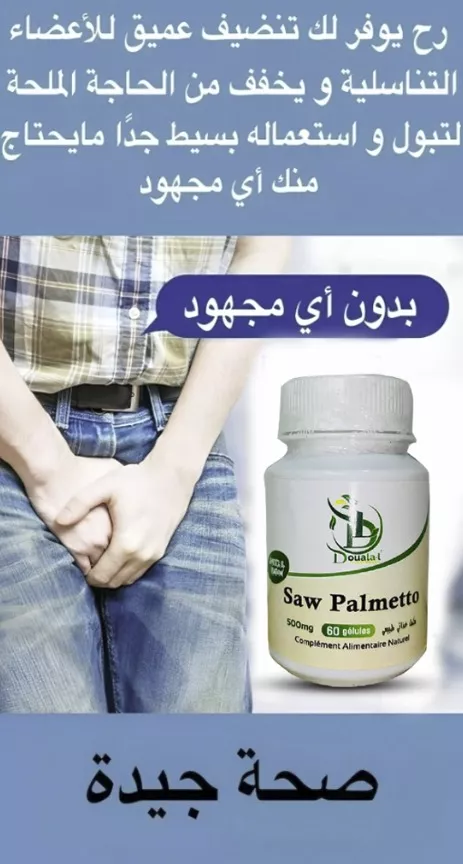 رح يوفر لك تنضيف عميق للأعضاء
التناسلية و يخفف من الحاجة الملحة
لتبول و استعماله بسيط جدًا مايحتاج
منك أي مجهود
بدون أي مجهود
Doualat
Saw Palmetto
500mg
60 gélules
Complément Alimentaire Naturel
صحة جيدة